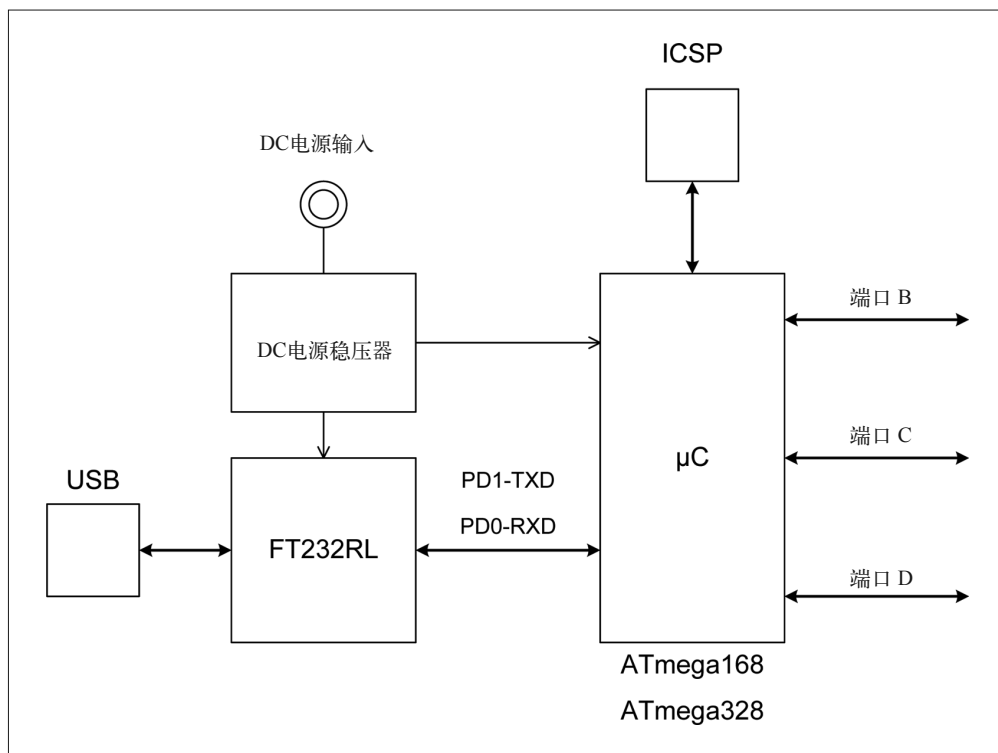 ICSP
DC电源输入
端口 B
DC电源稳压器
端口 C
μC
USB
PD1-TXD
PD0-RXD
FT232RL
端口 D
ATmega168
ATmega328